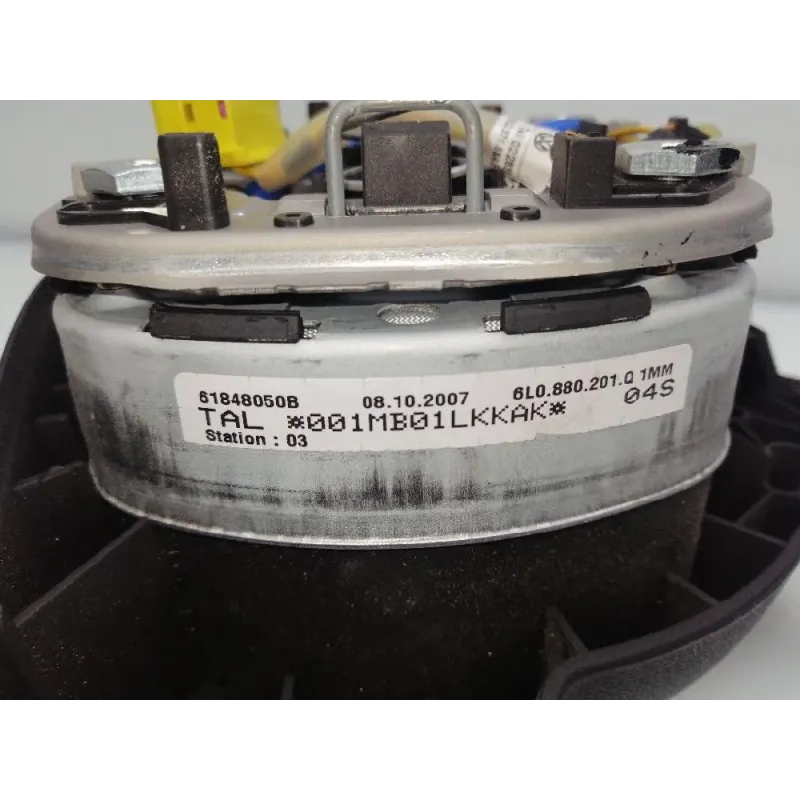 61848050B 08.10.2007 6L0.880.201.Q 1MM
TAL *001MB01LKKAK* 04S
Station : 03